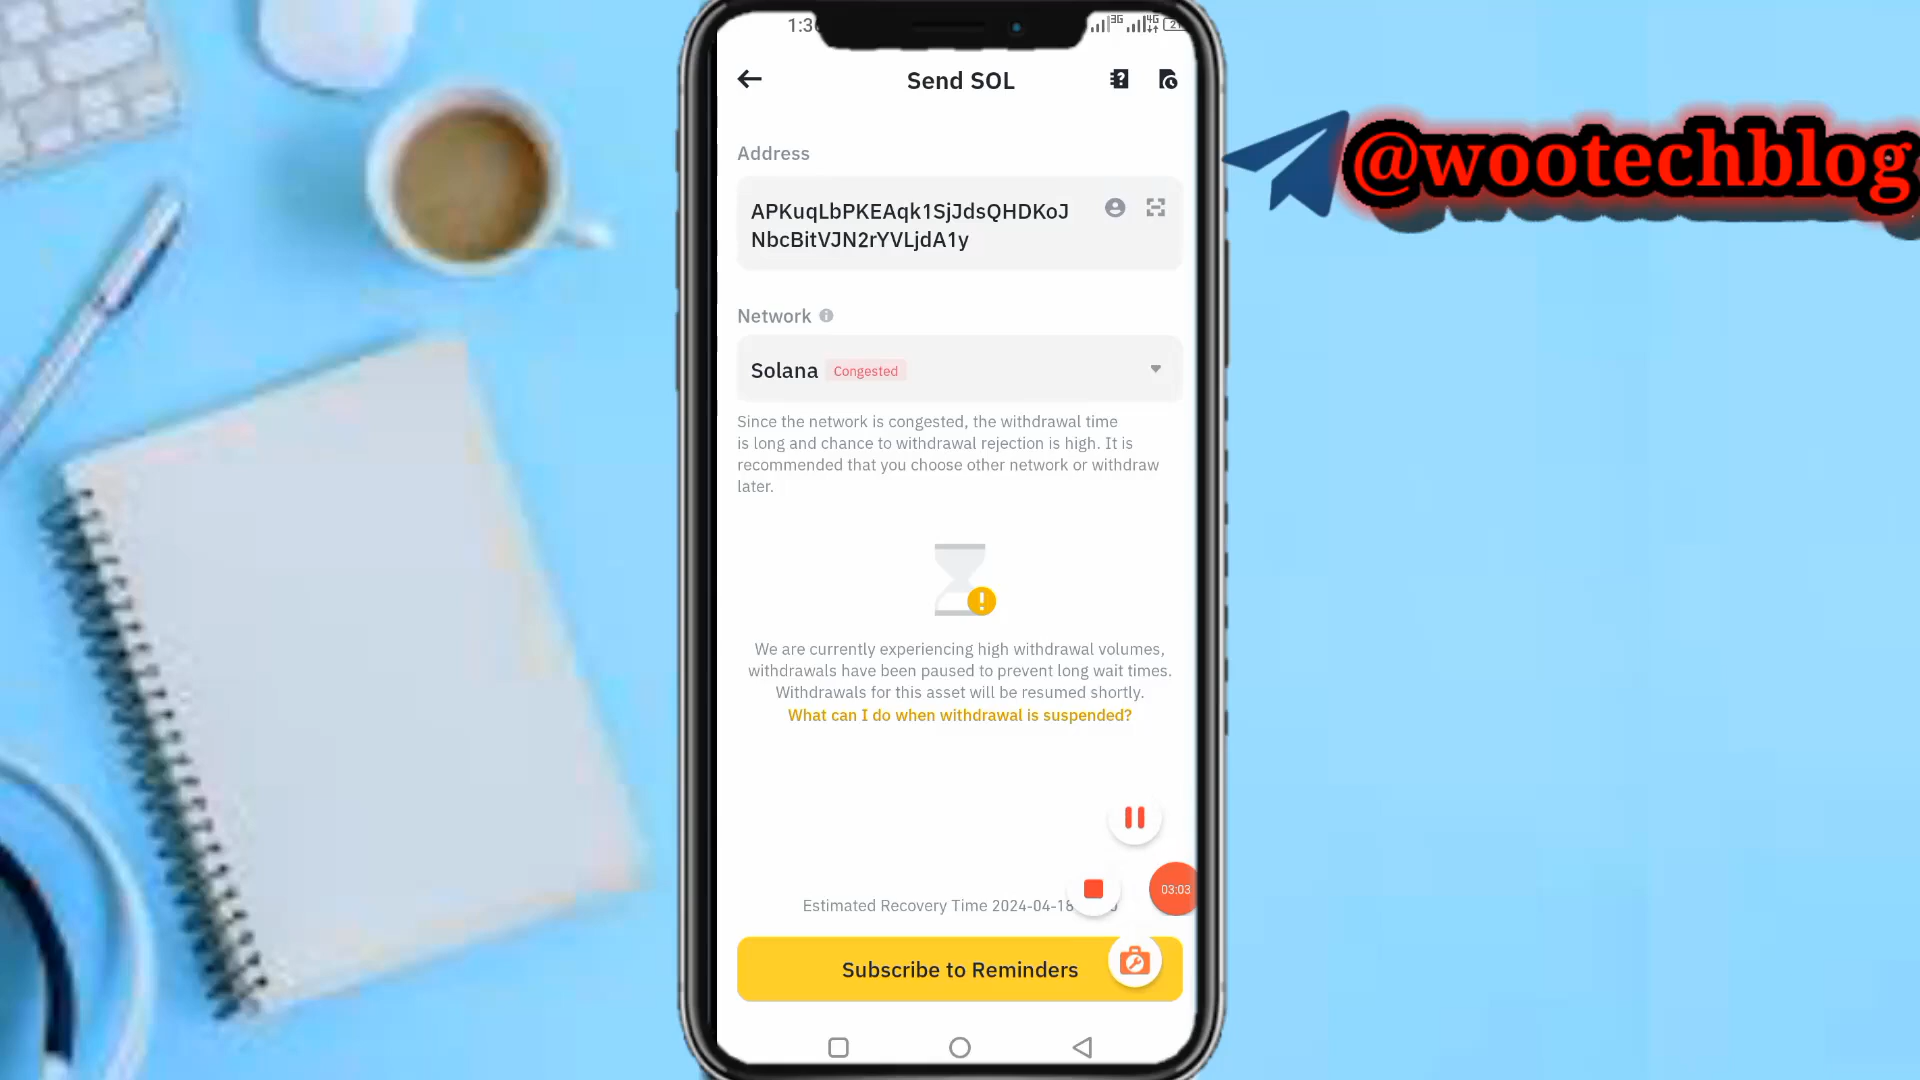 Send SOL
Address
APKuqLbPKEAqk1SjJdsQHDKoJ
NbcBitVJN2rYVLjdA1y
Network
Solana Congested
Since the network is congested, the withdrawal time
is long and chance to withdrawal rejection is high. It is
recommended that you choose other network or withdraw
later.
We are currently experiencing high withdrawal volumes,
withdrawals have been paused to prevent long wait times.
Withdrawals for this asset will be resumed shortly.
What can I do when withdrawal is suspended?
03:03
Estimated Recovery Time 2024-04-18
Subscribe to Reminders
@wootechblog
3G 4G